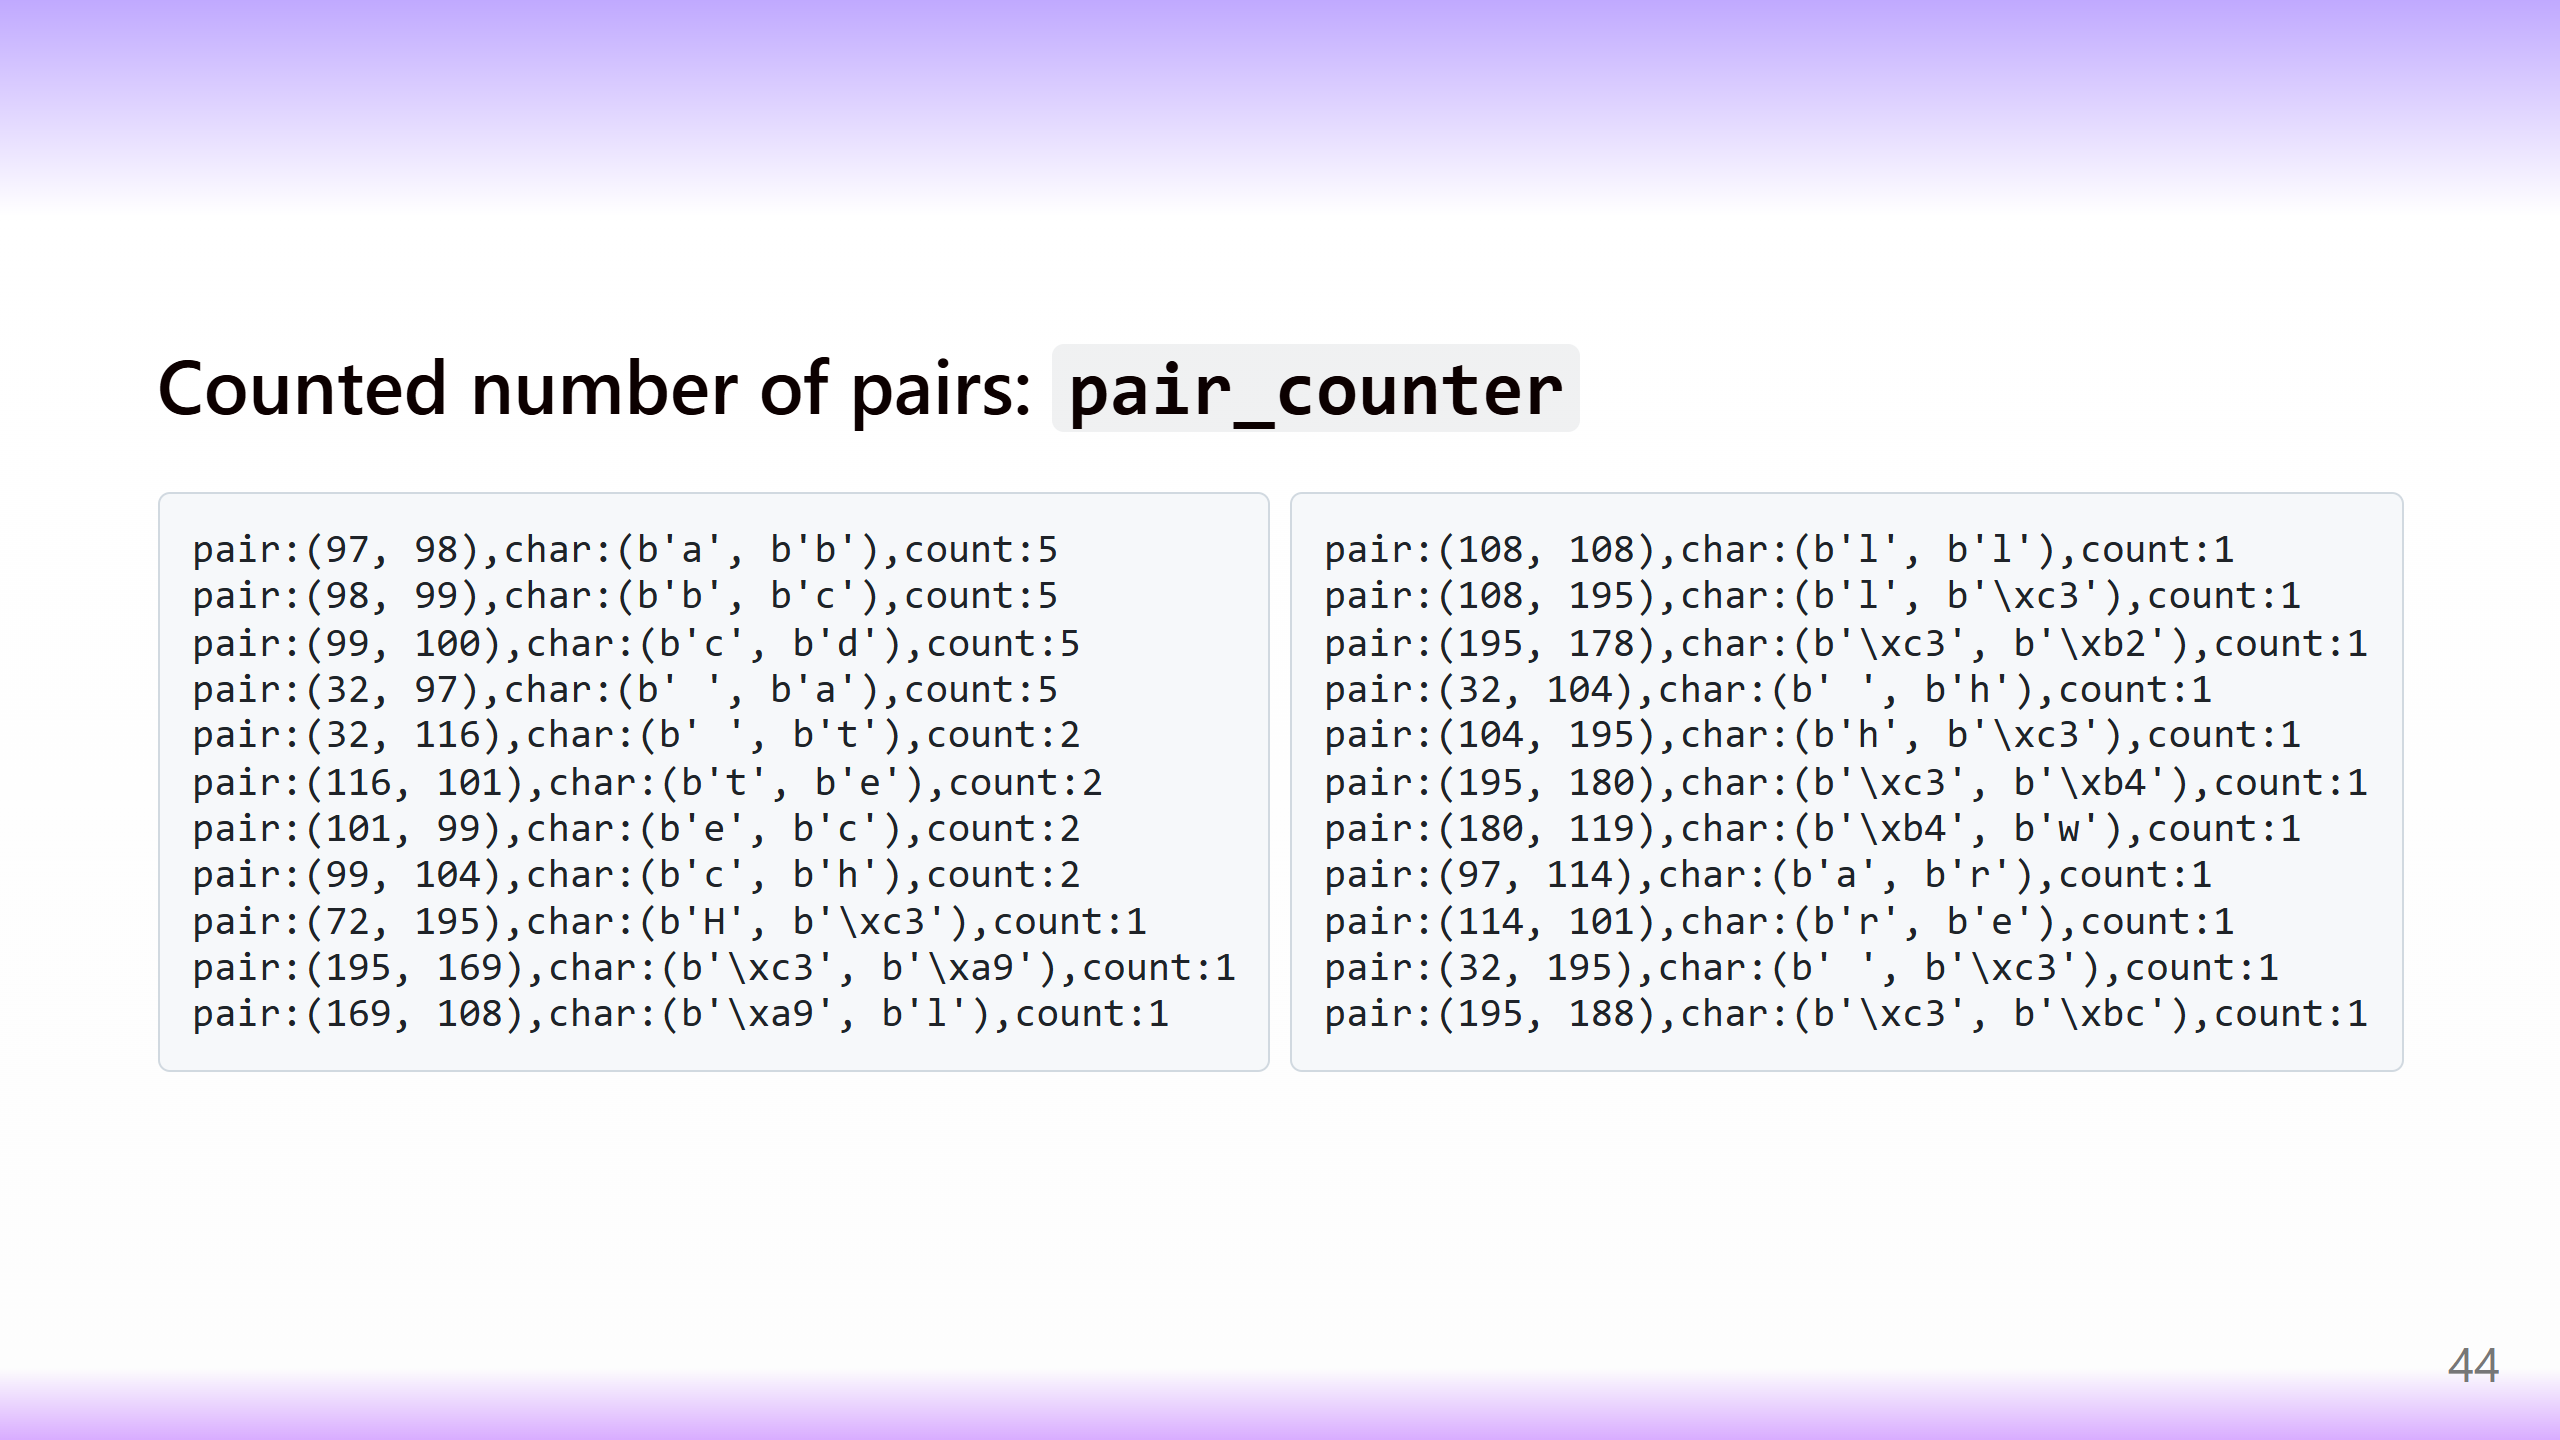 Counted number of pairs: pair_counter
pair:(97, 98),char:(b'a', b'b'),count:5
pair:(98, 99),char:(b'b', b'c'),count:5
pair:(99, 100),char:(b'c', b'd'),count:5
pair:(32, 97),char:(b' ', b'a'),count:5
pair:(32, 116),char:(b' ', b't'),count:2
pair:(116, 101),char:(b't', b'e'),count:2
pair:(101, 99),char:(b'e', b'c'),count:2
pair:(99, 104),char:(b'c', b'h'),count:2
pair:(72, 195),char:(b'H', b'\xc3'),count:1
pair:(195, 169),char:(b'\xc3', b'\xa9'),count:1
pair:(169, 108),char:(b'\xa9', b'l'),count:1
pair:(108, 108),char:(b'l', b'l'),count:1
pair:(108, 195),char:(b'l', b'\xc3'),count:1
pair:(195, 178),char:(b'\xc3', b'\xb2'),count:1
pair:(32, 104),char:(b' ', b'h'),count:1
pair:(104, 195),char:(b'h', b'\xc3'),count:1
pair:(195, 180),char:(b'\xc3', b'\xb4'),count:1
pair:(180, 119),char:(b'\xb4', b'w'),count:1
pair:(97, 114),char:(b'a', b'r'),count:1
pair:(114, 101),char:(b'r', b'e'),count:1
pair:(32, 195),char:(b' ', b'\xc3'),count:1
pair:(195, 188),char:(b'\xc3', b'\xbc'),count:1
44